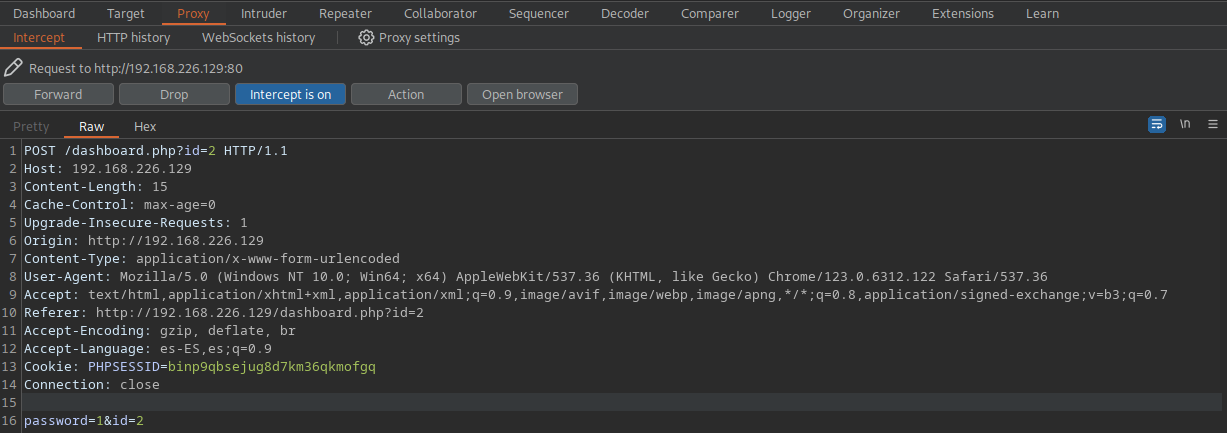 Dashboard Target Proxy Intruder Repeater Collaborator Sequencer Decoder Comparer Logger Organizer Extensions Learn
Intercept HTTP history WebSockets history Proxy settings
Request to http://192.168.226.129:80
Forward Drop Intercept is on Action Open browser
Pretty Raw Hex \n
1 POST /dashboard.php?id=2 HTTP/1.1
2 Host: 192.168.226.129
3 Content-Length: 15
4 Cache-Control: max-age=0
5 Upgrade-Insecure-Requests: 1
6 Origin: http://192.168.226.129
7 Content-Type: application/x-www-form-urlencoded
8 User-Agent: Mozilla/5.0 (Windows NT 10.0; Win64; x64) AppleWebKit/537.36 (KHTML, like Gecko) Chrome/123.0.6312.122 Safari/537.36
9 Accept: text/html,application/xhtml+xml,application/xml;q=0.9,image/avif,image/webp,image/apng,*/*;q=0.8,application/signed-exchange;v=b3;q=0.7
10 Referer: http://192.168.226.129/dashboard.php?id=2
11 Accept-Encoding: gzip, deflate, br
12 Accept-Language: es-ES,es;q=0.9
13 Cookie: PHPSESSID=binp9qbsejug8d7km36qkmofgq
14 Connection: close
15
16 password=1&id=2